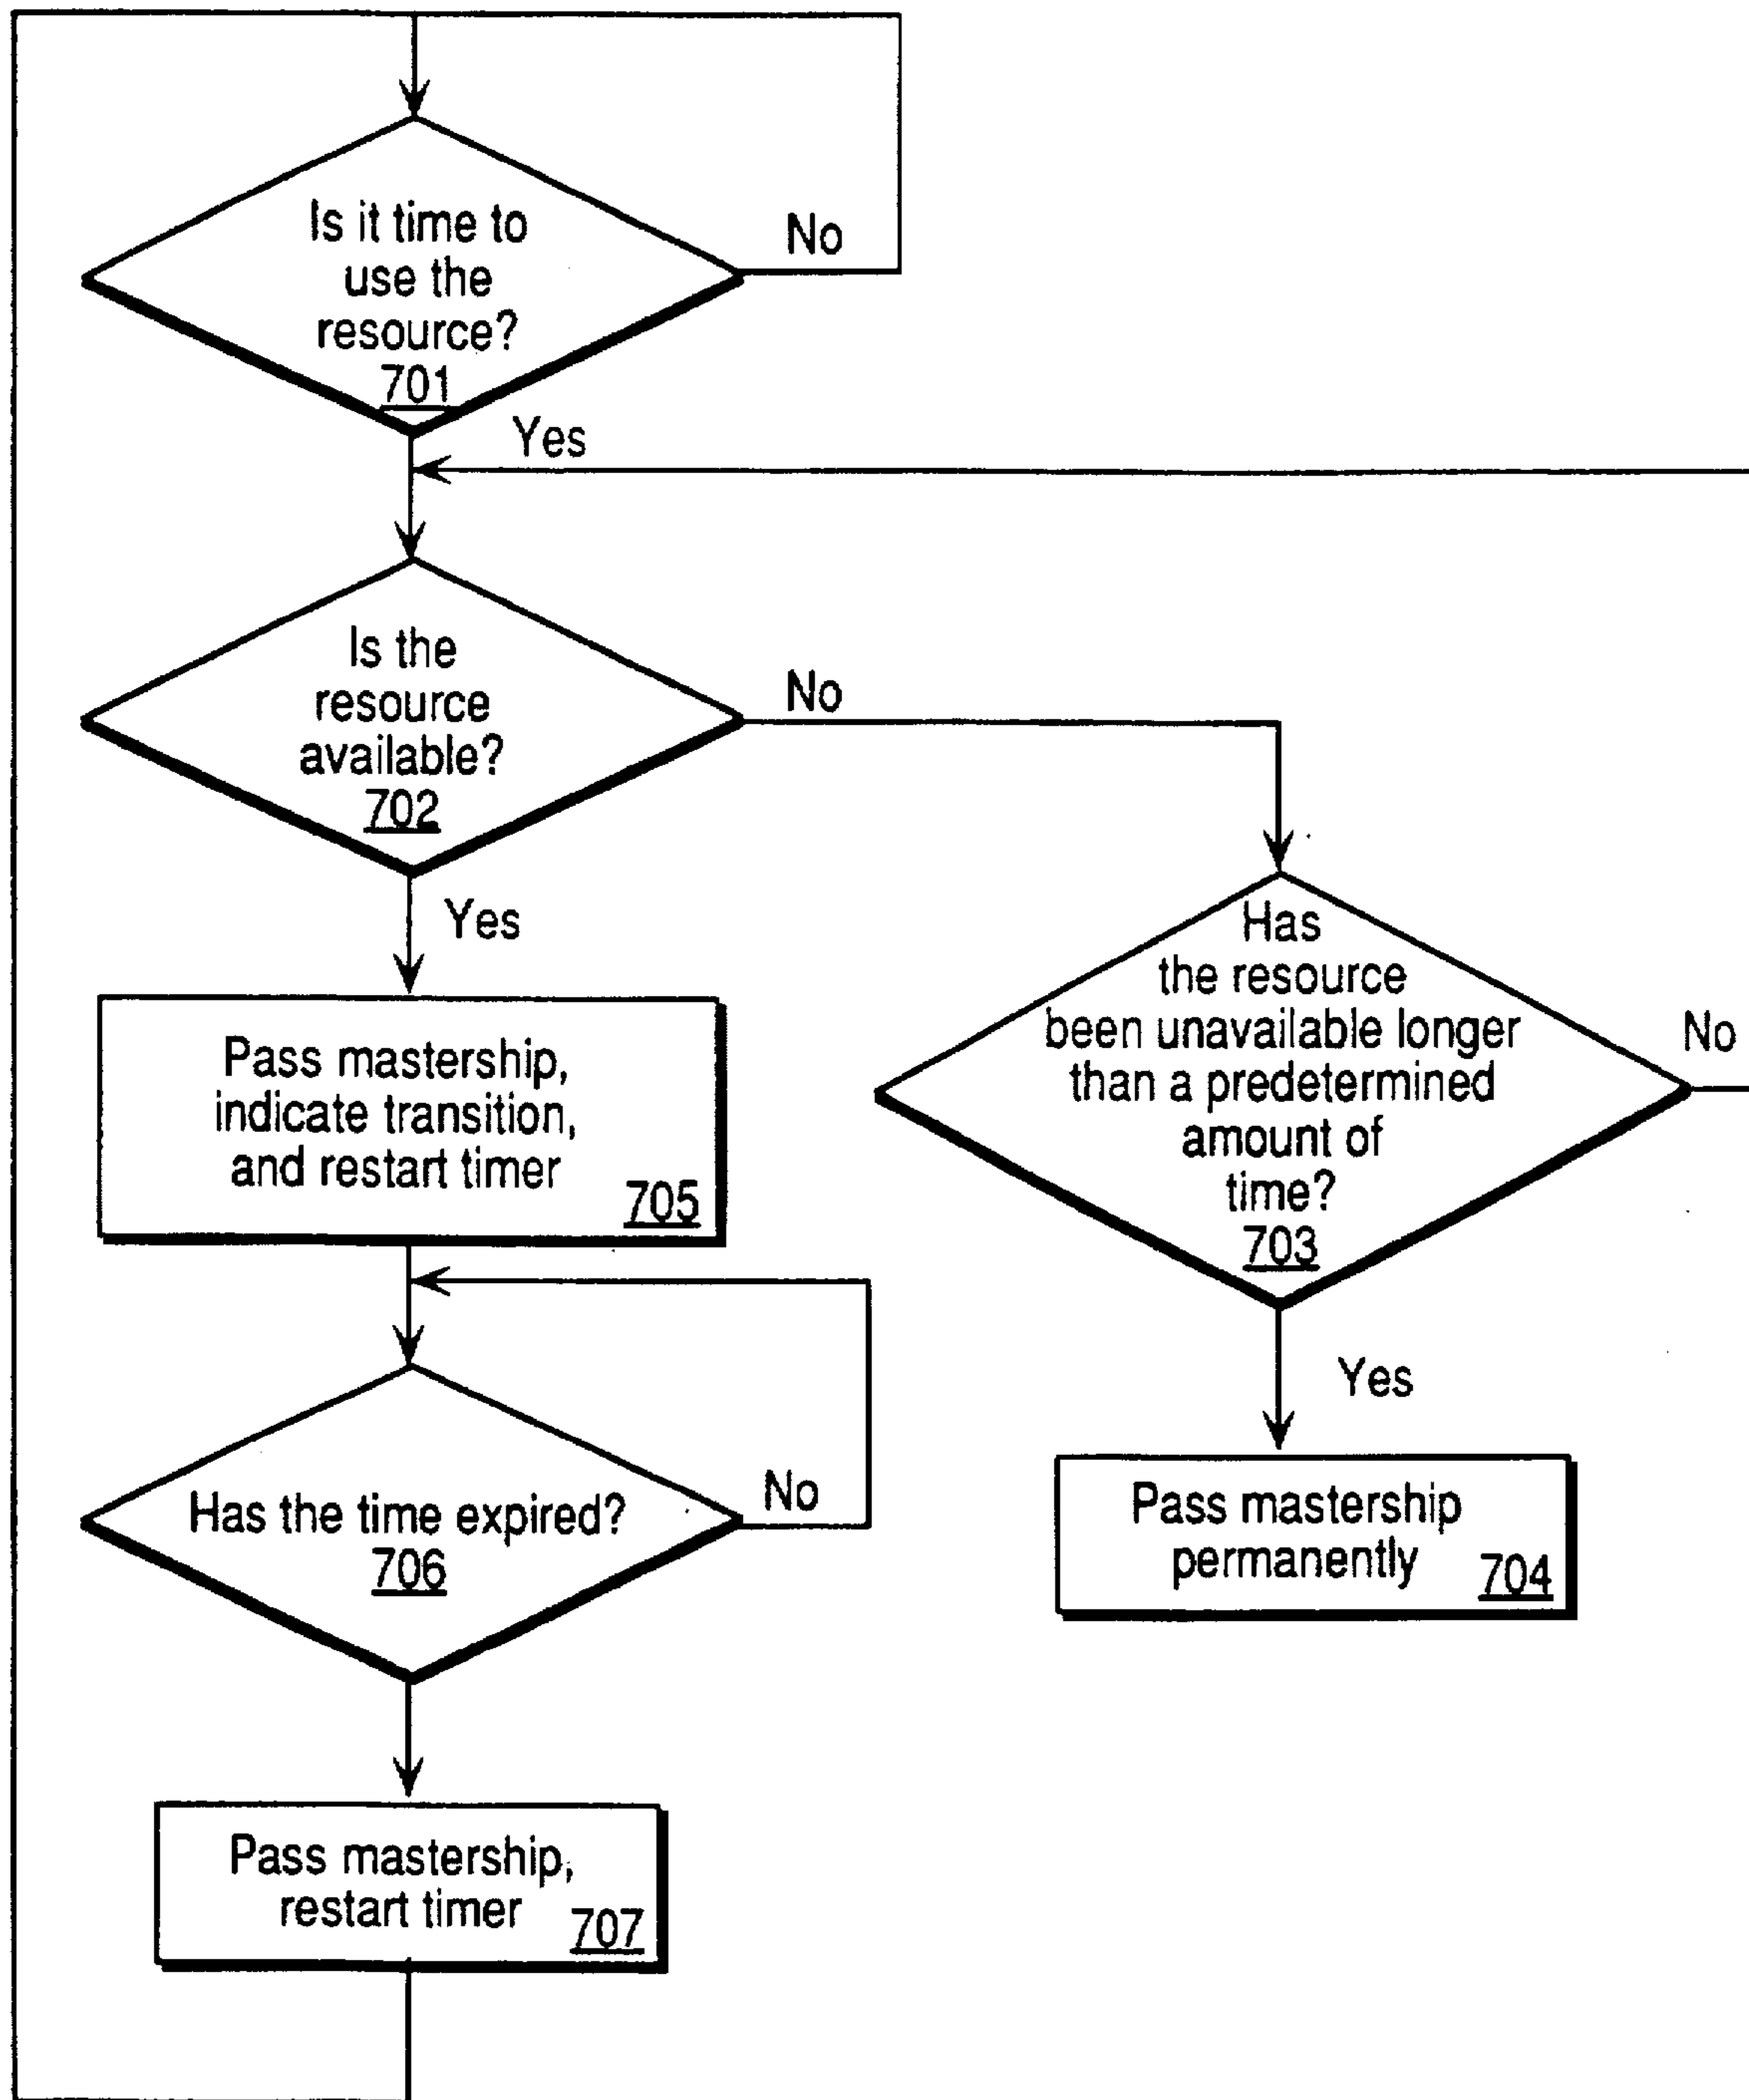 Is it time to
use the
resource?
701
No
Yes
Is the
resource
available?
702
No
Yes
Has
the resource
been unavailable longer
than a predetermined
amount of
time?
703
No
Yes
Pass mastership,
indicate transition,
and restart timer
705
Has the time expired?
706
No
Pass mastership
permanently
704
Pass mastership,
restart timer
707